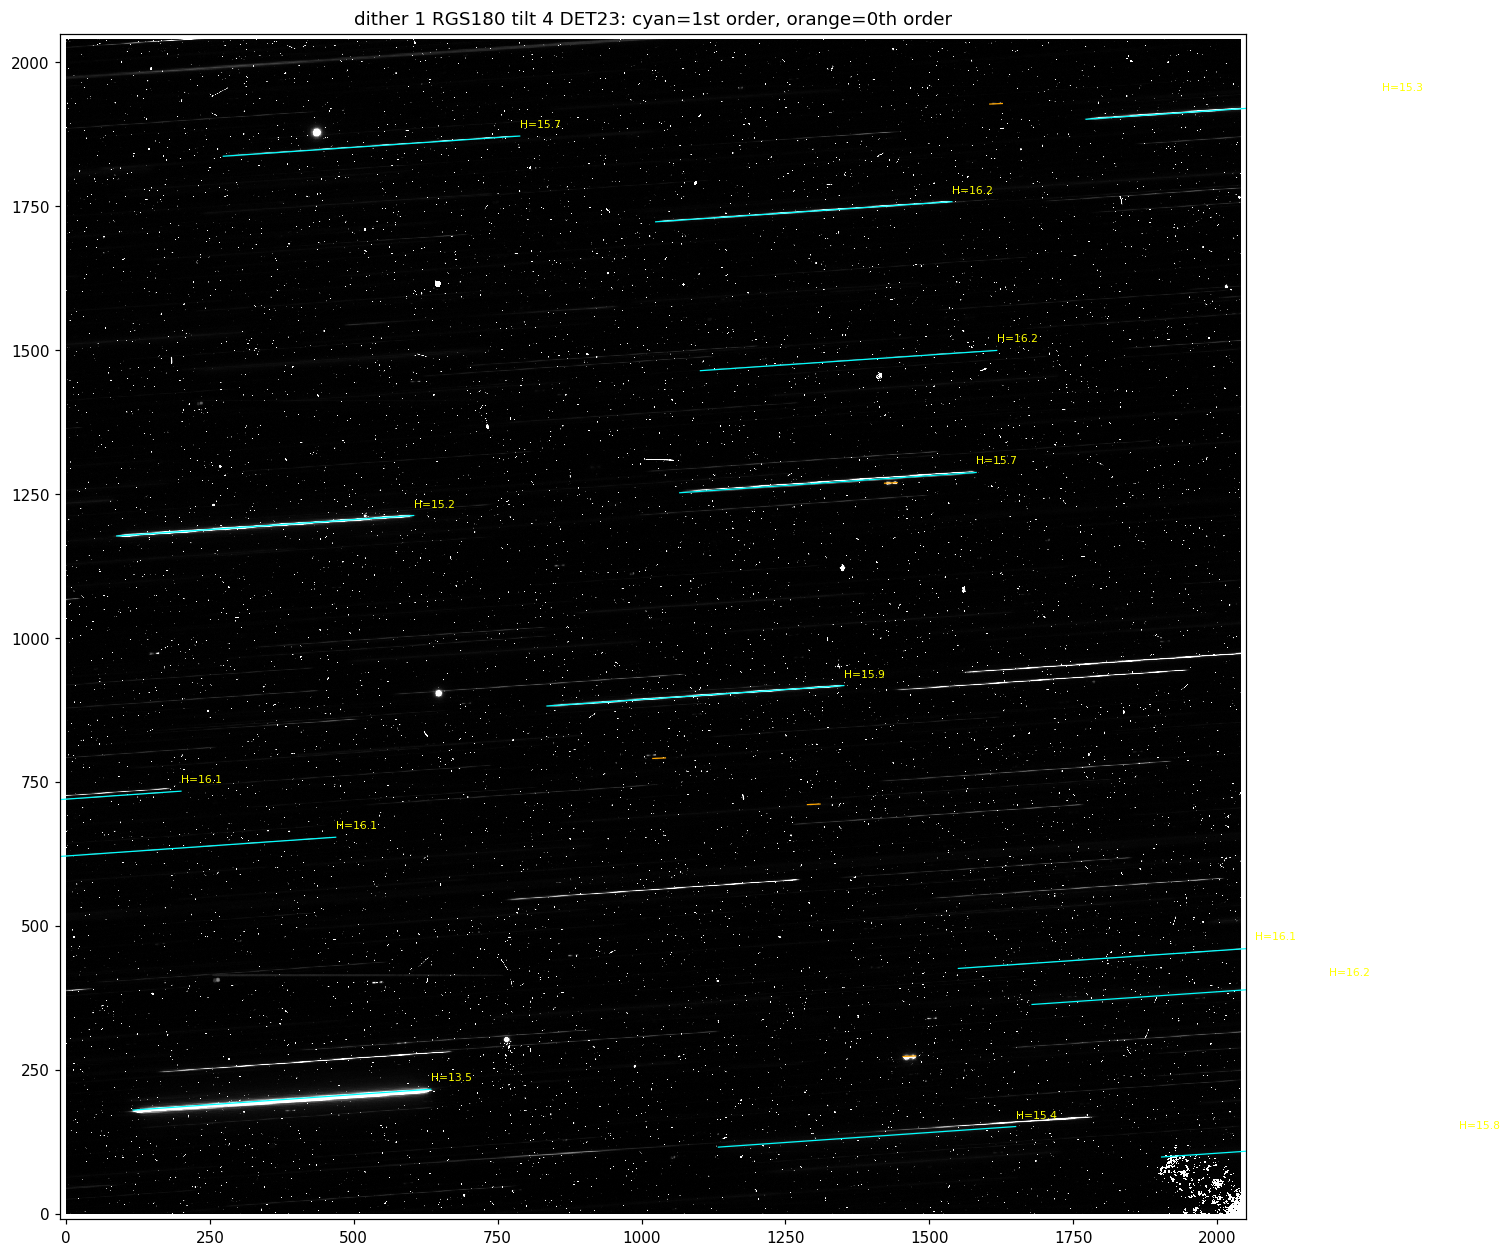 dither 1 RGS180 tilt 4 DET23: cyan=1st order, orange=0th order
2000
H=15.3
H=15.7
1750
H=16.2
1500
H=16.2
H=15.7
1250
H=15.2
1000
H=15.9
750
H=16.1
H=16.1
500
H=16.1
H=16.2
250
H=13.5
H=15.4
H=15.8
0
0 250 500 750 1000 1250 1500 1750 2000